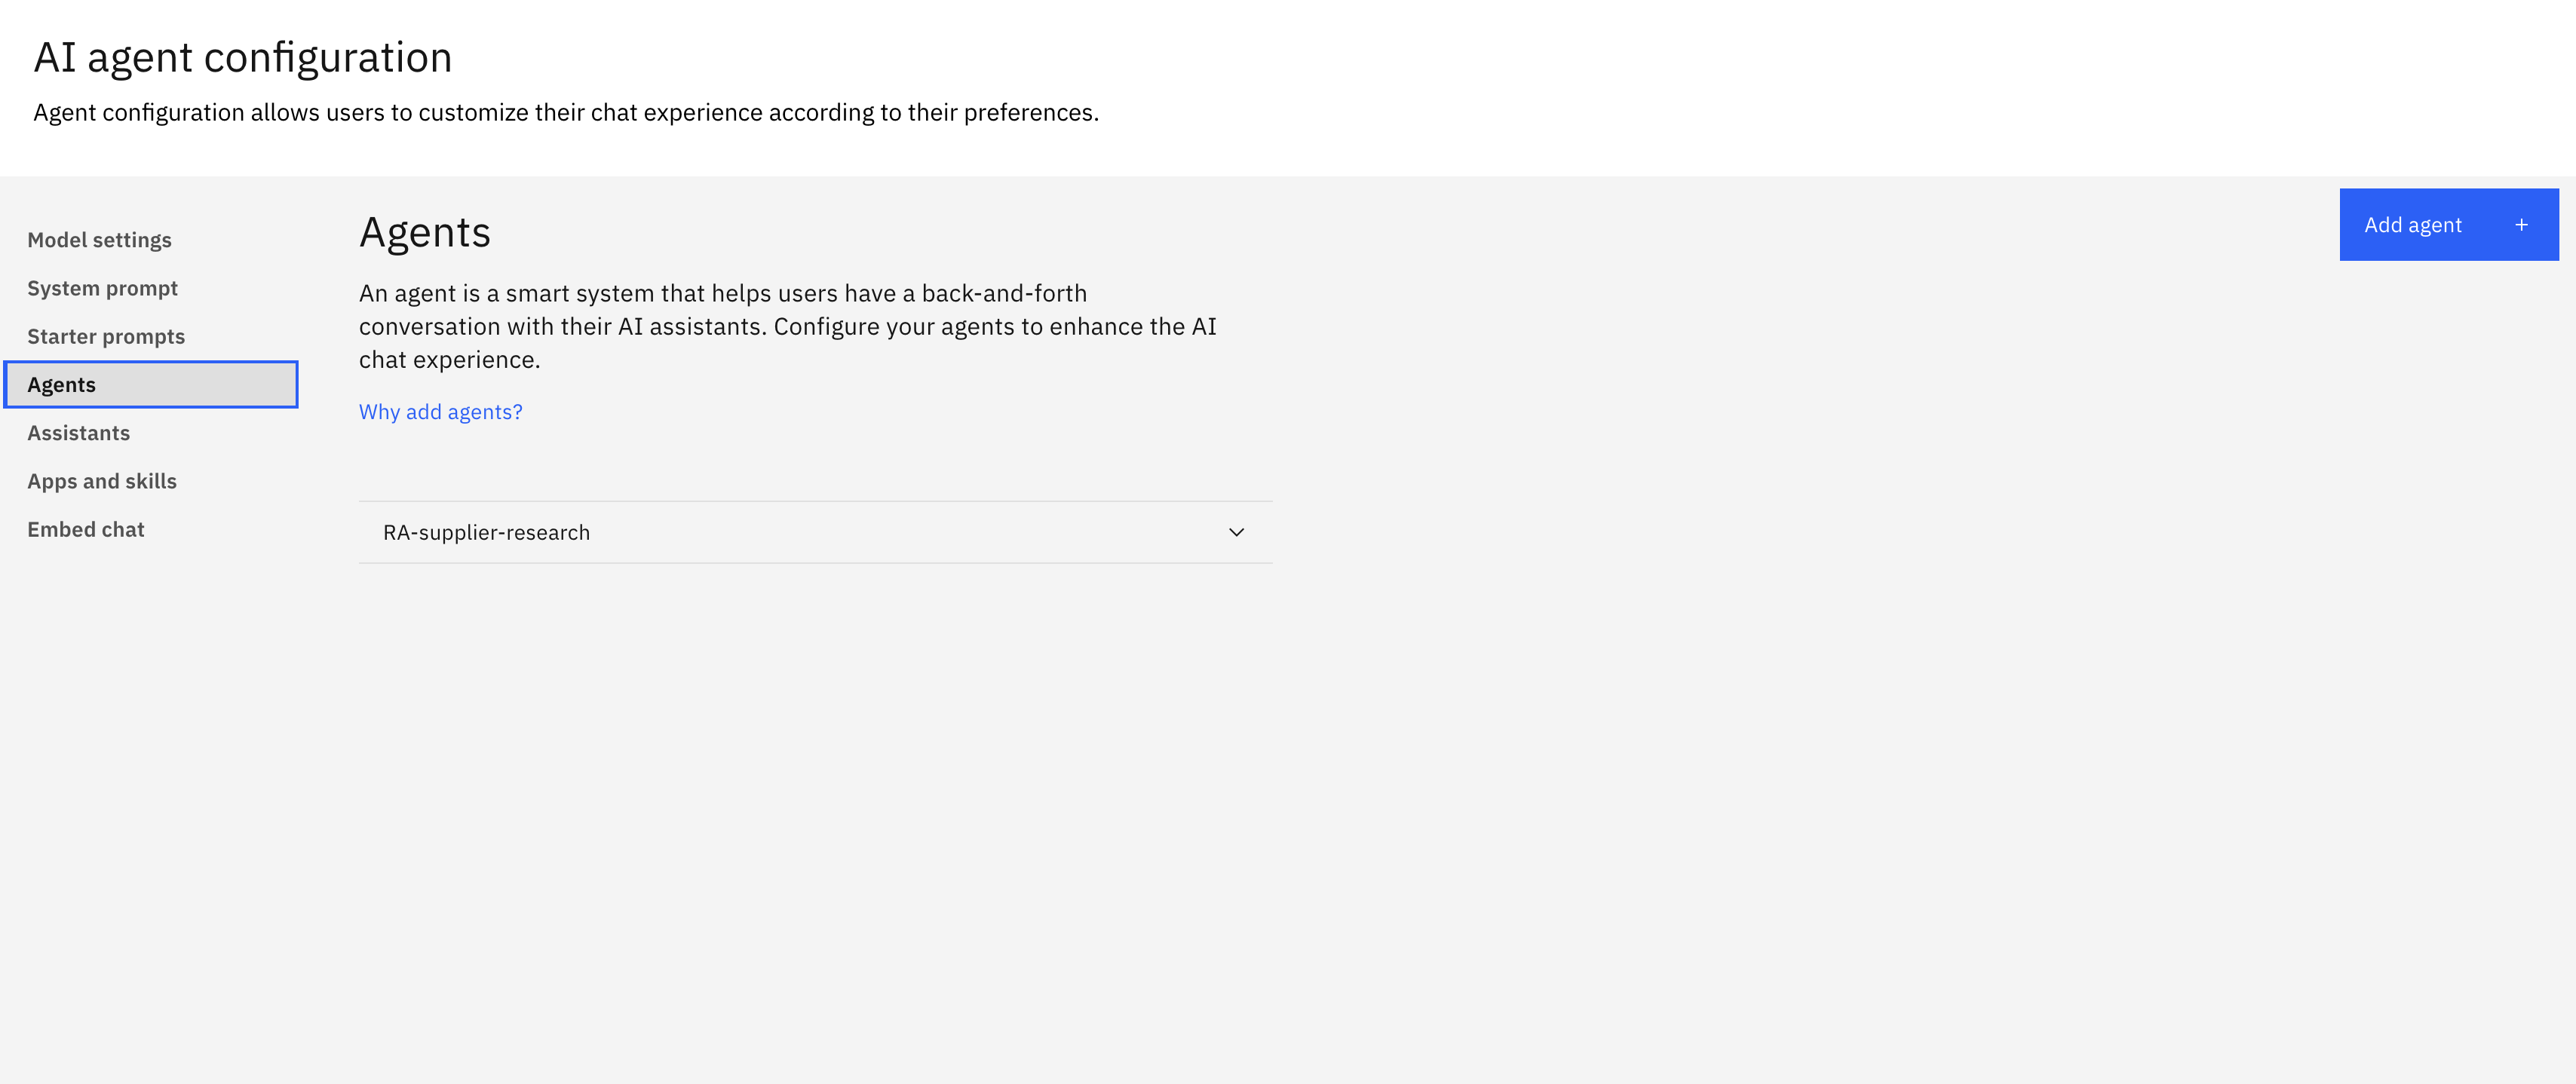 AI agent configuration
Agent configuration allows users to customize their chat experience according to their preferences.
Model settings
System prompt
Starter prompts
Agents
Assistants
Apps and skills
Embed chat
Agents
An agent is a smart system that helps users have a back-and-forth
conversation with their AI assistants. Configure your agents to enhance the AI
chat experience.
Why add agents?
RA-supplier-research
Add agent +